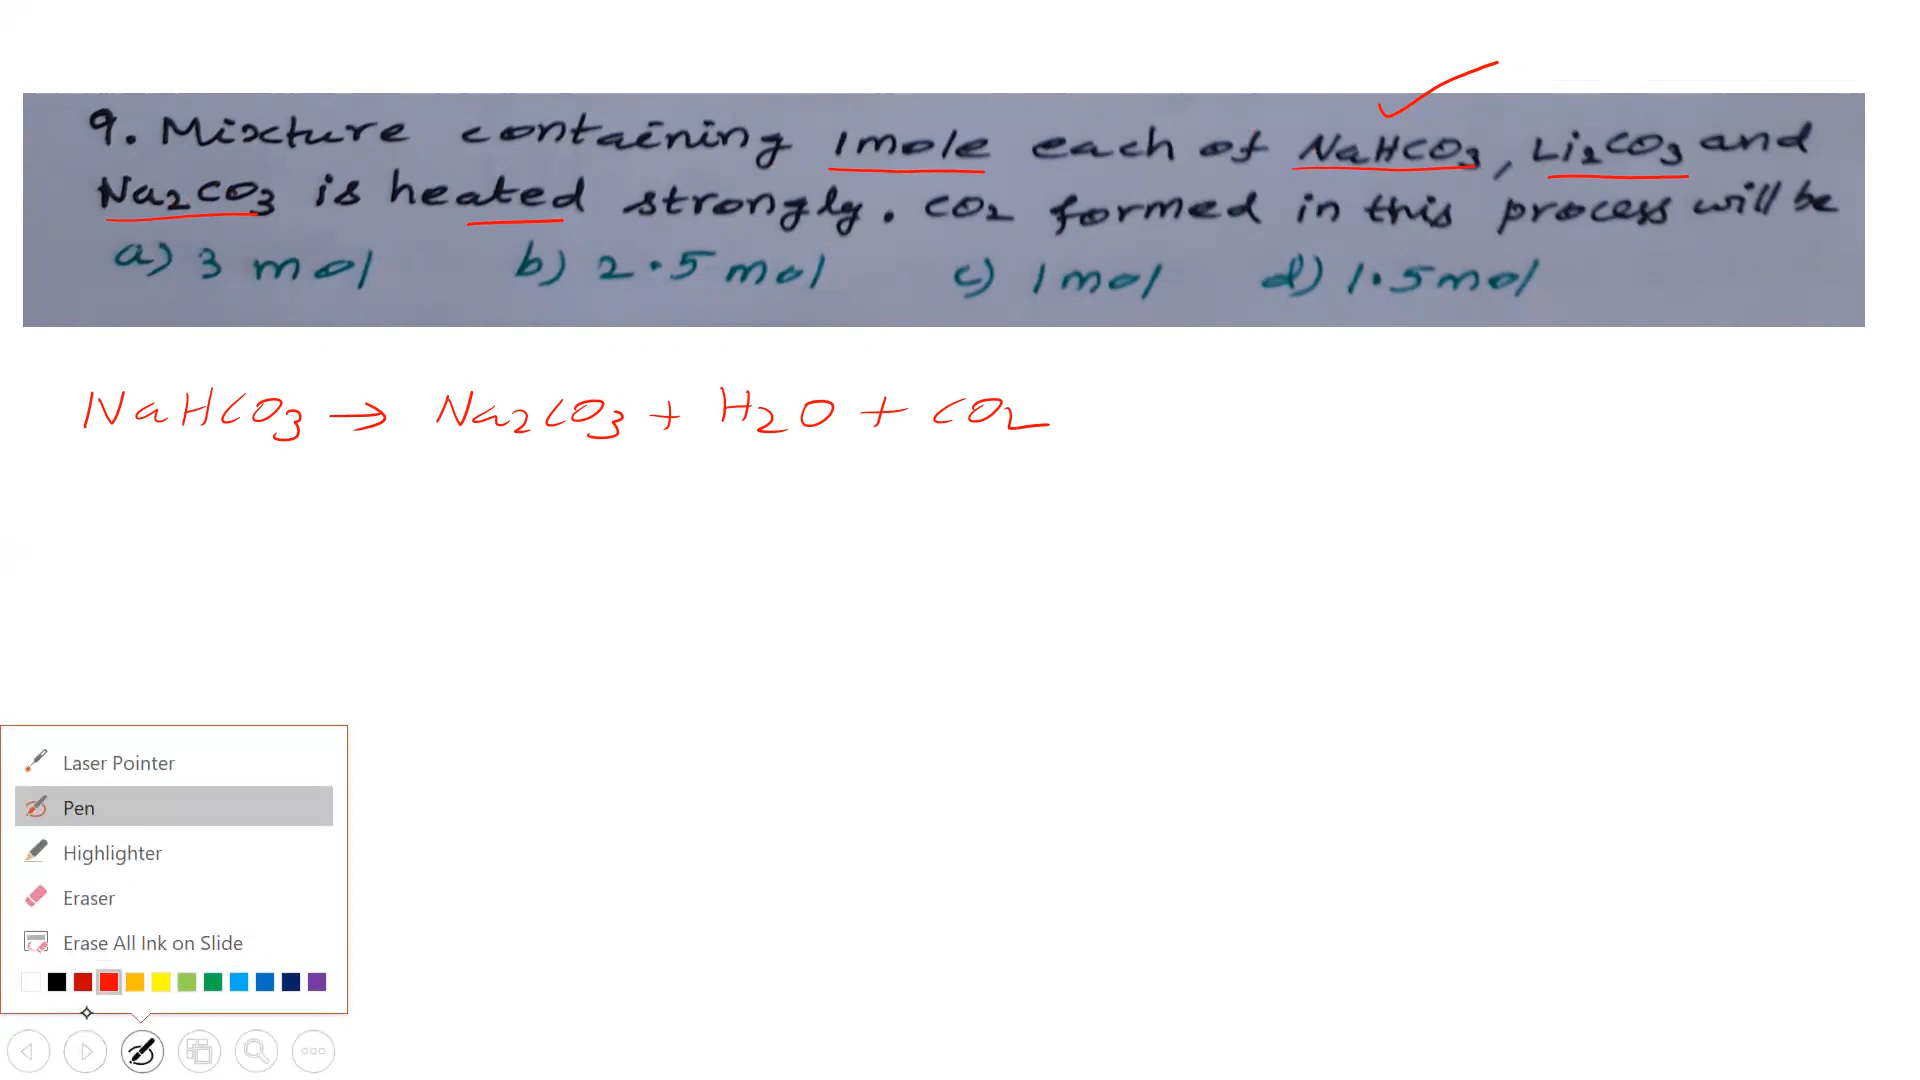 9. Mixture containing 1mole each of NaHCO3, Li2CO3 and
Na2CO3 is heated strongly. CO2 formed in this process will be
a) 3 mol b) 2.5 mol c) 1 mol d) 1.5 mol
NaHCO3 → Na2CO3 + H2O + CO2
Laser Pointer
Pen
Highlighter
Eraser
Erase All Ink on Slide